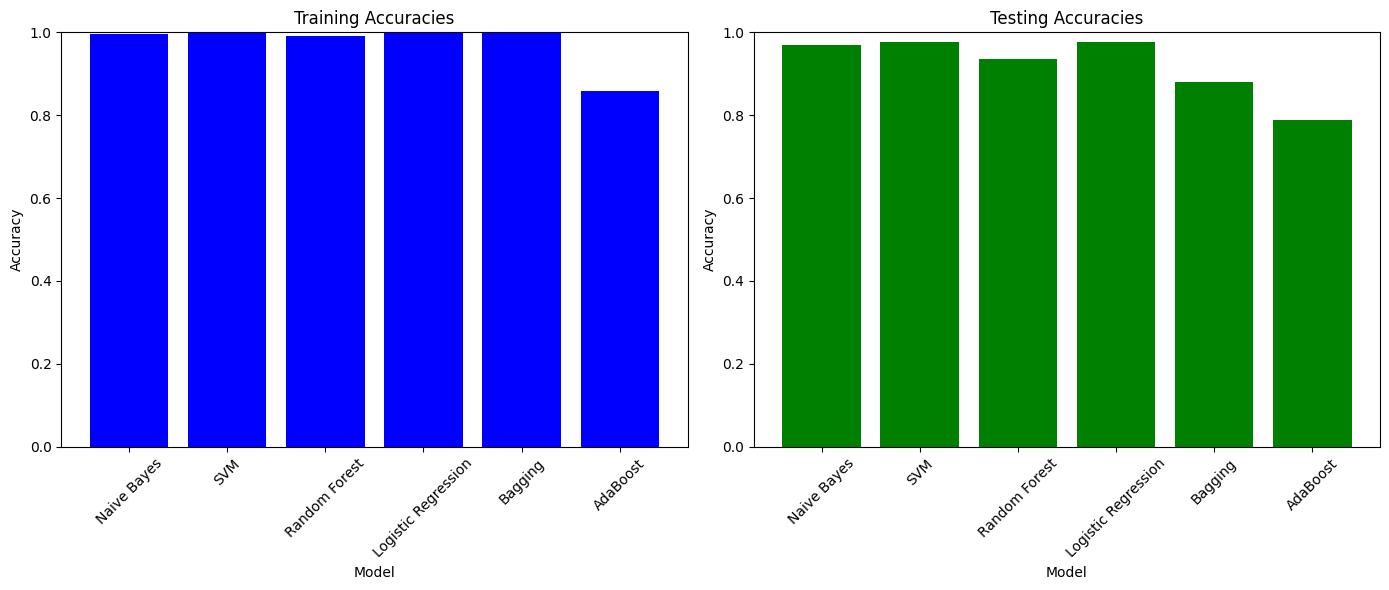 Training Accuracies
1.0
0.8
0.6
0.4
0.2
0.0
Accuracy
Naive Bayes
SVM
Random Forest
Logistic Regression
Bagging
AdaBoost
Model
Testing Accuracies
1.0
0.8
0.6
0.4
0.2
0.0
Accuracy
Naive Bayes
SVM
Random Forest
Logistic Regression
Bagging
AdaBoost
Model